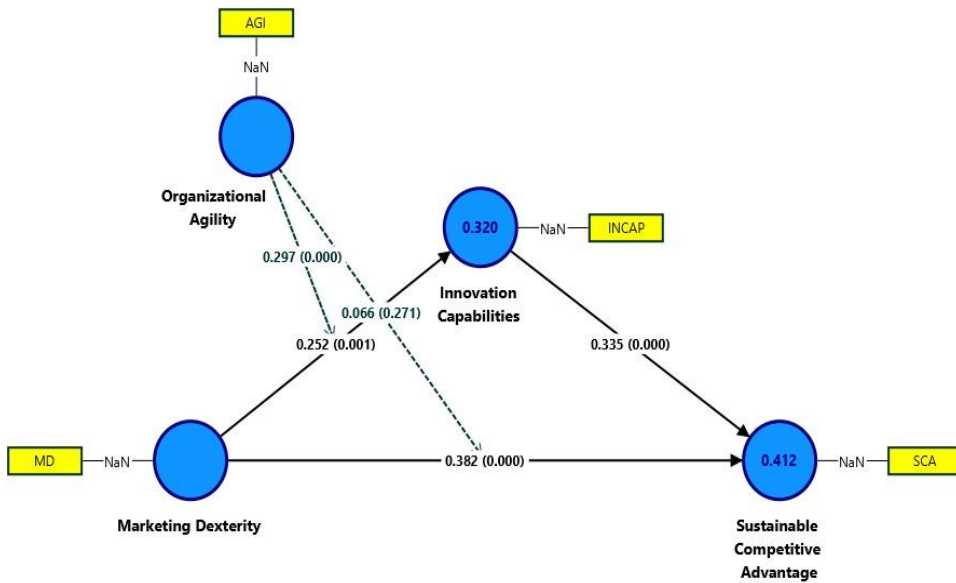 AGI
NaN
Organizational
Agility
0.297 (0.000)
0.320
NaN
INCAP
Innovation
Capabilities
0.066 (0.271)
0.252 (0.001)
0.335 (0.000)
MD
NaN
0.382 (0.000)
0.412
NaN
SCA
Marketing Dexterity
Sustainable
Competitive
Advantage